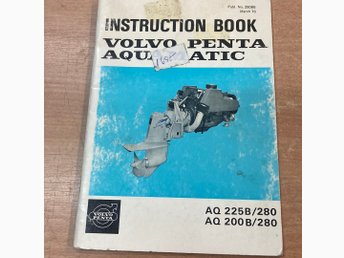 INSTRUCTION BOOK
VOLVO PENTA
AQUAMATIC
VOLVO
PENTA
AQ 225B/280
AQ 200B/280